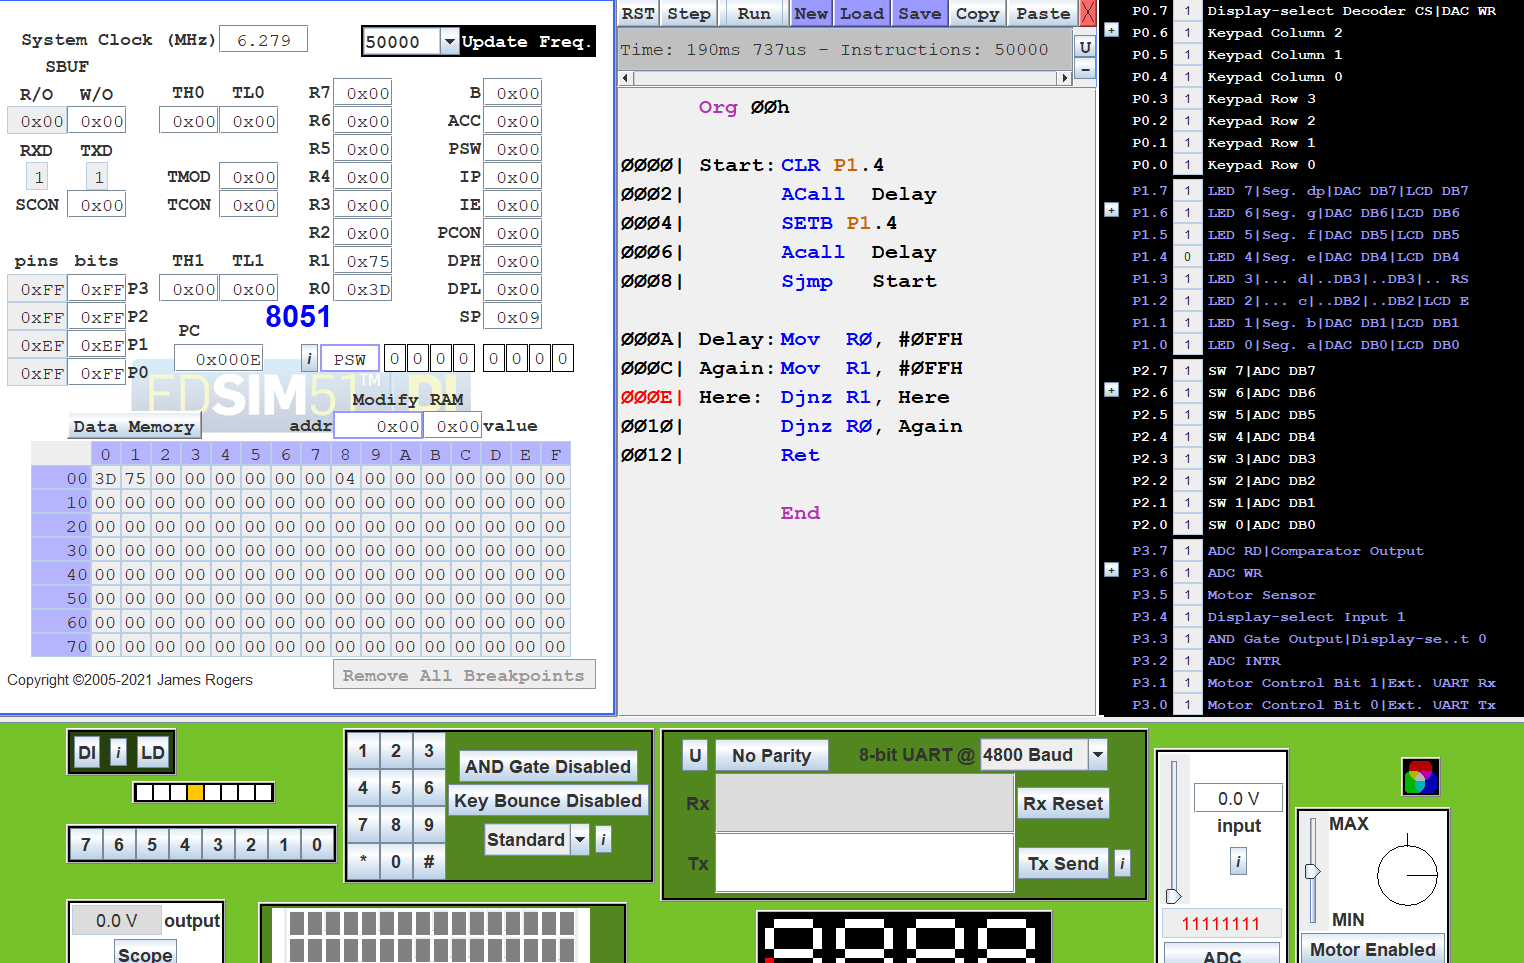 RST Step Run New Load Save Copy Paste X
System Clock (MHz) 6.279 50000 Update Freq.
Time: 190ms 737us - Instructions: 50000 U
-
SBUF
R/O W/O TH0 TL0 R7 0x00 B 0x00
0x00 0x00 0x00 0x00 R6 0x00 ACC 0x00
RXD TXD R5 0x00 PSW 0x00
1 1 TMOD 0x00 R4 0x00 IP 0x00
SCON 0x00 TCON 0x00 R3 0x00 IE 0x00
R2 0x00 PCON 0x00
pins bits TH1 TL1 R1 0x75 DPH 0x00
0xFF 0xFF P3 0x00 0x00 R0 0x3D DPL 0x00
0xFF 0xFF P2 8051 SP 0x09
0xEF 0xEF P1 PC 0x000E i PSW 0 0 0 0 0 0 0 0
0xFF 0xFF P0
EDSIM51™ DI
Modify RAM
Data Memory addr 0x00 0x00 value
0 1 2 3 4 5 6 7 8 9 A B C D E F
00 3D 75 00 00 00 00 00 00 04 00 00 00 00 00 00 00
10 00 00 00 00 00 00 00 00 00 00 00 00 00 00 00 00
20 00 00 00 00 00 00 00 00 00 00 00 00 00 00 00 00
30 00 00 00 00 00 00 00 00 00 00 00 00 00 00 00 00
40 00 00 00 00 00 00 00 00 00 00 00 00 00 00 00 00
50 00 00 00 00 00 00 00 00 00 00 00 00 00 00 00 00
60 00 00 00 00 00 00 00 00 00 00 00 00 00 00 00 00
70 00 00 00 00 00 00 00 00 00 00 00 00 00 00 00 00
Copyright ©2005-2021 James Rogers Remove All Breakpoints
Org 00h
0000| Start: CLR P1.4
0002| ACall Delay
0004| SETB P1.4
0006| Acall Delay
0008| Sjmp Start
000A| Delay: Mov R0, #0FFH
000C| Again: Mov R1, #0FFH
000E| Here: Djnz R1, Here
0010| Djnz R0, Again
0012| Ret
End
P0.7 1 Display-select Decoder CS|DAC WR
+ P0.6 1 Keypad Column 2
P0.5 1 Keypad Column 1
P0.4 1 Keypad Column 0
P0.3 1 Keypad Row 3
P0.2 1 Keypad Row 2
P0.1 1 Keypad Row 1
P0.0 1 Keypad Row 0
P1.7 1 LED 7|Seg. dp|DAC DB7|LCD DB7
+ P1.6 1 LED 6|Seg. g|DAC DB6|LCD DB6
P1.5 1 LED 5|Seg. f|DAC DB5|LCD DB5
P1.4 0 LED 4|Seg. e|DAC DB4|LCD DB4
P1.3 1 LED 3|... d|..DB3|..DB3|.. RS
P1.2 1 LED 2|... c|..DB2|..DB2|LCD E
P1.1 1 LED 1|Seg. b|DAC DB1|LCD DB1
P1.0 1 LED 0|Seg. a|DAC DB0|LCD DB0
P2.7 1 SW 7|ADC DB7
+ P2.6 1 SW 6|ADC DB6
P2.5 1 SW 5|ADC DB5
P2.4 1 SW 4|ADC DB4
P2.3 1 SW 3|ADC DB3
P2.2 1 SW 2|ADC DB2
P2.1 1 SW 1|ADC DB1
P2.0 1 SW 0|ADC DB0
P3.7 1 ADC RD|Comparator Output
+ P3.6 1 ADC WR
P3.5 1 Motor Sensor
P3.4 1 Display-select Input 1
P3.3 1 AND Gate Output|Display-se..t 0
P3.2 1 ADC INTR
P3.1 1 Motor Control Bit 1|Ext. UART Rx
P3.0 1 Motor Control Bit 0|Ext. UART Tx
DI i LD
7 6 5 4 3 2 1 0
0.0 V output
Scope
1 2 3
4 5 6
7 8 9
* 0 #
AND Gate Disabled
Key Bounce Disabled
Standard i
U No Parity 8-bit UART @ 4800 Baud
Rx Rx Reset
Tx Tx Send i
0.0 V
input
i
11111111
ADC
MAX
MIN
Motor Enabled